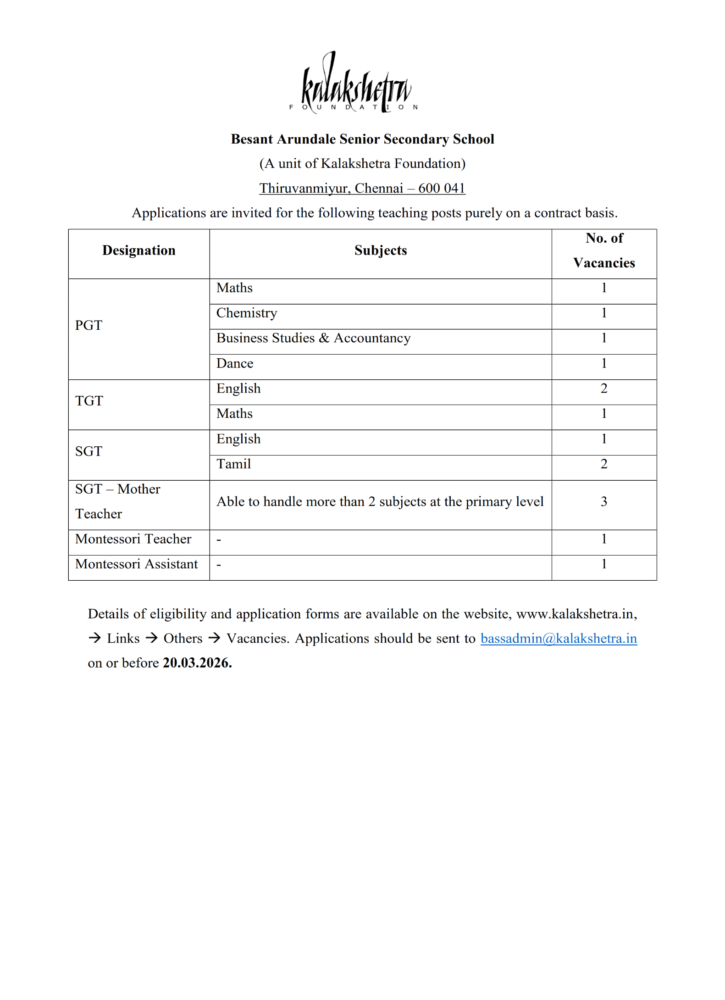 kalakshetra
FOUNDATION
Besant Arundale Senior Secondary School
(A unit of Kalakshetra Foundation)
Thiruvanmiyur, Chennai – 600 041
Applications are invited for the following teaching posts purely on a contract basis.
Designation Subjects No. of Vacancies
PGT Maths 1
Chemistry 1
Business Studies & Accountancy 1
Dance 1
TGT English 2
Maths 1
SGT English 1
Tamil 2
SGT – Mother Teacher Able to handle more than 2 subjects at the primary level 3
Montessori Teacher - 1
Montessori Assistant - 1
Details of eligibility and application forms are available on the website, www.kalakshetra.in,
→ Links → Others → Vacancies. Applications should be sent to bassadmin@kalakshetra.in
on or before 20.03.2026.